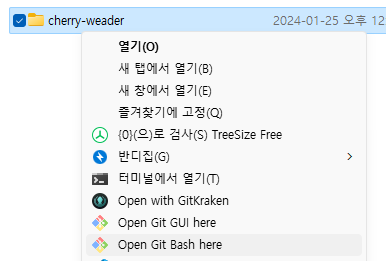 cherry-weader 2024-01-25 오후 12
열기(O)
새 탭에서 열기(B)
새 창에서 열기(E)
즐겨찾기에 고정(Q)
{0}(으)로 검사(S) TreeSize Free
반디집(G)
터미널에서 열기(T)
Open with GitKraken
Open Git GUI here
Open Git Bash here